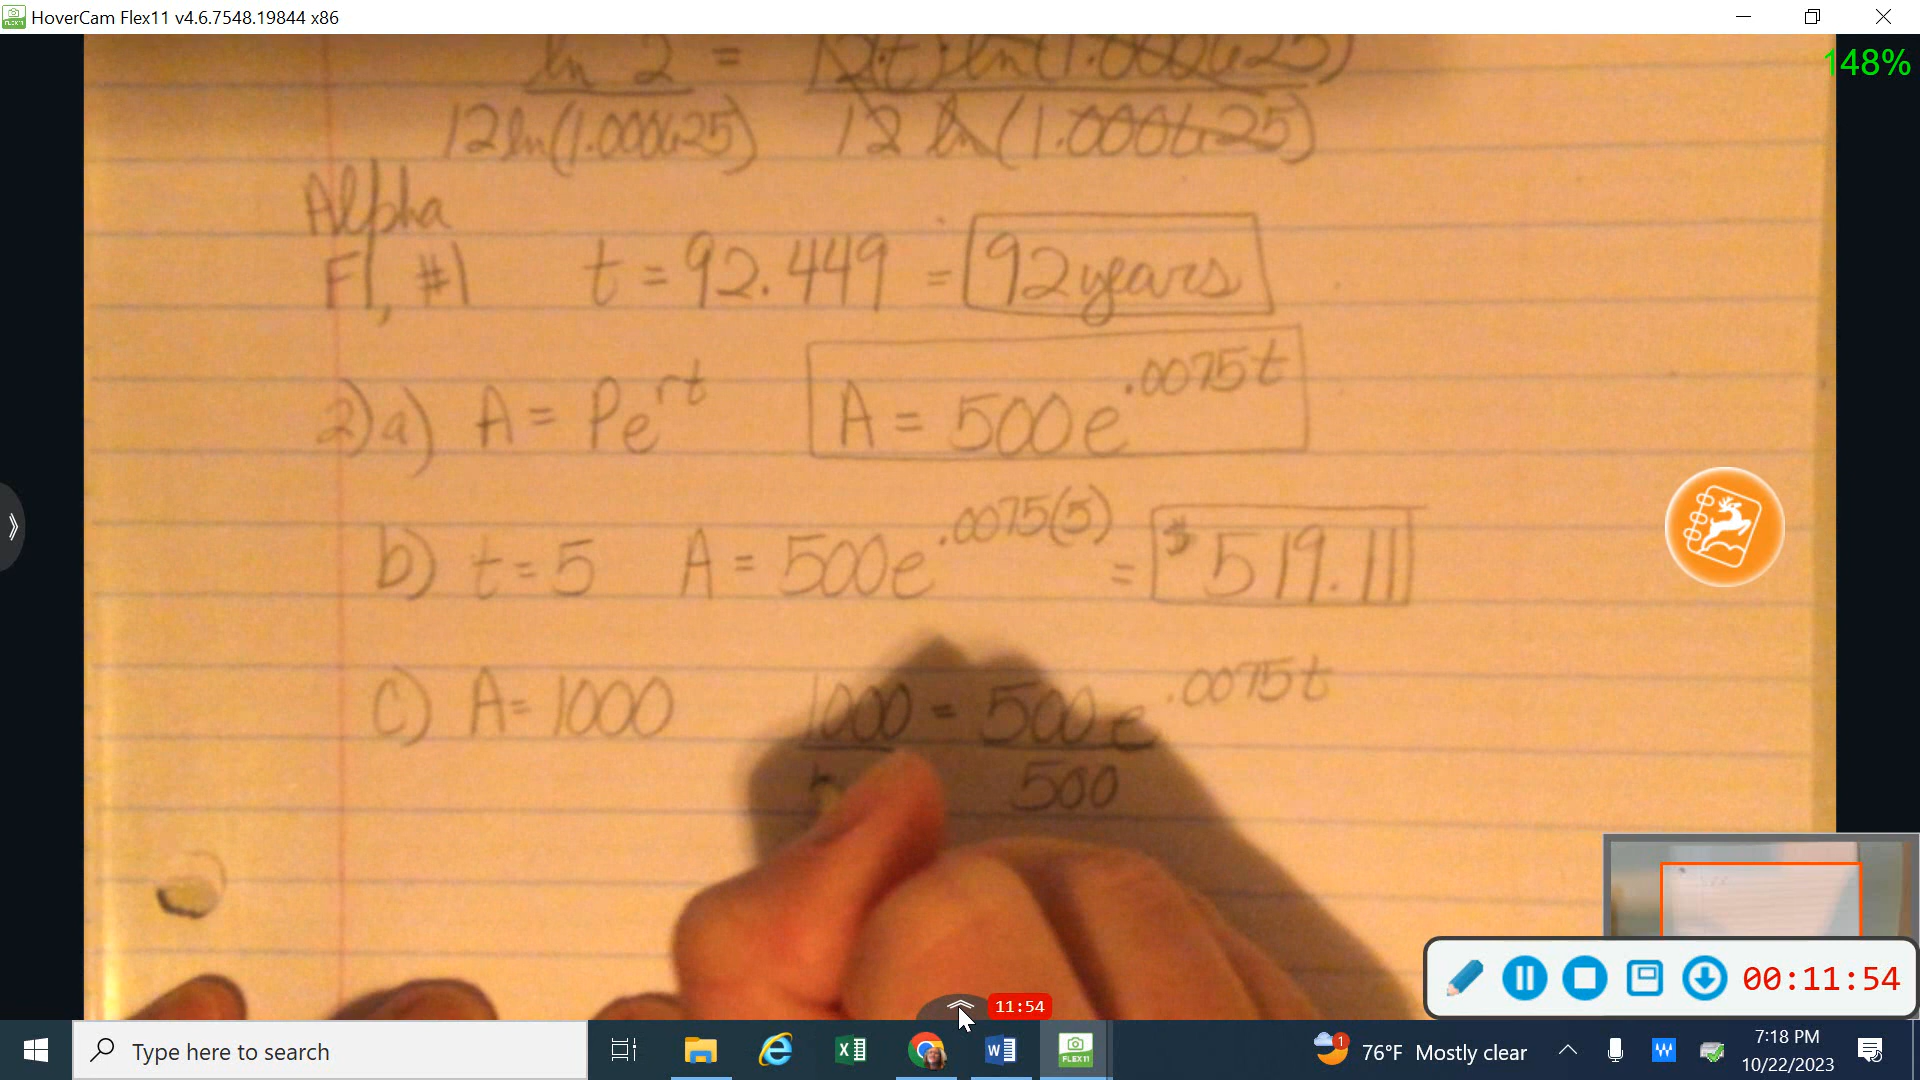 HoverCam Flex11 v4.6.7548.19844 x86
148%
ln 2 = 12t ln(1.000625)
12ln(1.000625) 12 ln(1.000625)
Alpha
F1, #1 t = 92.449 = 92 years
2)a) A = Pe^rt A = 500e^.0075t
b) t = 5 A = 500e^.0075(5) = $519.11
c) A = 1000 1000 = 500e^.0075t
500
00:11:54
11:54
Type here to search
FLEX11
1
76°F Mostly clear
7:18 PM
10/22/2023